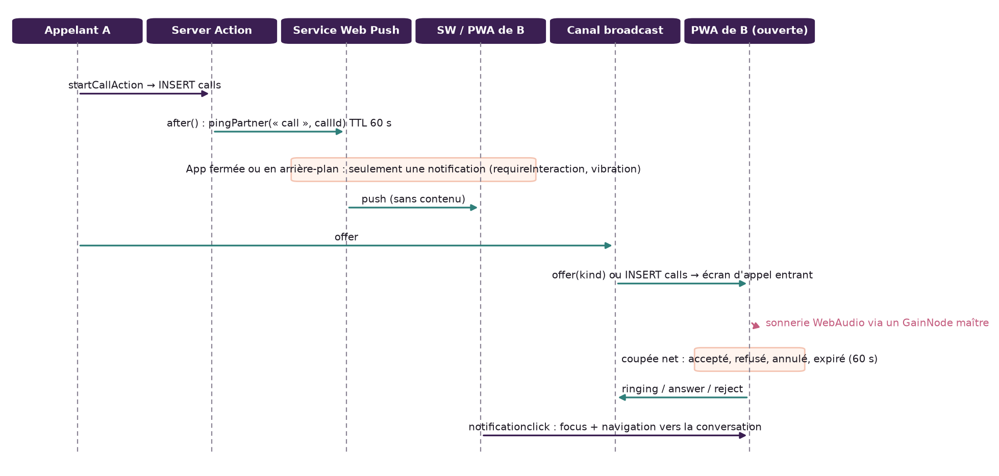 Appelant A
Server Action
Service Web Push
SW / PWA de B
Canal broadcast
PWA de B (ouverte)
startCallAction → INSERT calls
after() : pingPartner(« call », callId) TTL 60 s
App fermée ou en arrière-plan : seulement une notification (requireInteraction, vibration)
push (sans contenu)
offer
offer(kind) ou INSERT calls → écran d'appel entrant
sonnerie WebAudio via un GainNode maître
coupée net : accepté, refusé, annulé, expiré (60 s)
ringing / answer / reject
notificationclick : focus + navigation vers la conversation